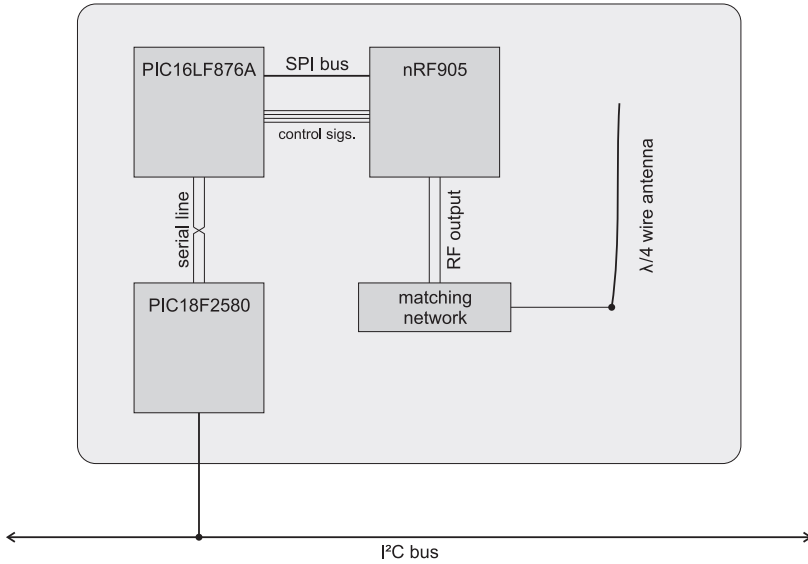 PIC16LF876A
SPI bus
nRF905
control sigs.
serial line
RF output
λ/4 wire antenna
PIC18F2580
matching
network
I²C bus